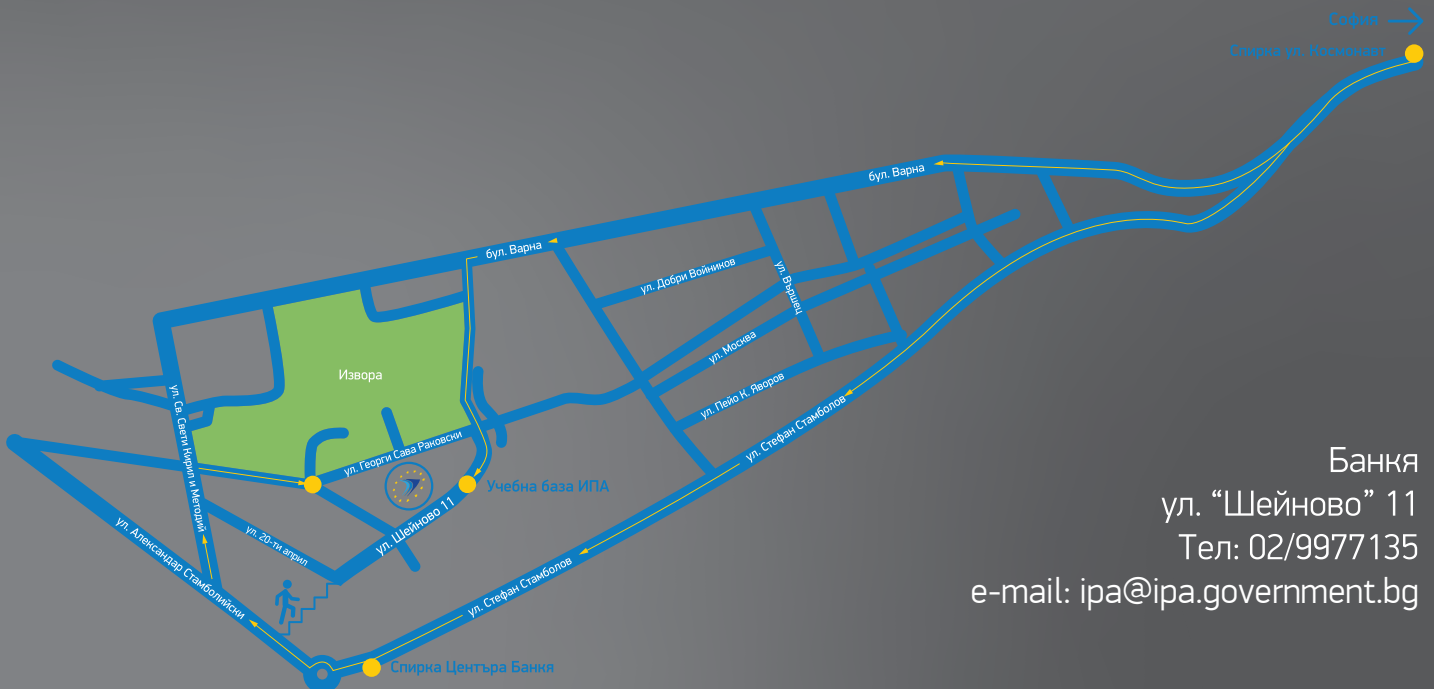 София
Спирка ул. Космонавт
бул. Варна
бул. Варна
ул. Добри Войников
ул. Вършец
ул. Москва
Извора
ул. Пейо К. Яворов
ул. Св. Свети Кирил и Методий
ул. Стефан Стамболов
ул. Георги Сава Раковски
Учебна база ИПА
ул. Шейново 11
ул. 20-ти април
ул. Александар Стамболийски
ул. Стефан Стамболов
Спирка Центъра Банкя
Банкя
ул. “Шейново” 11
Тел: 02/9977135
e-mail: ipa@ipa.government.bg